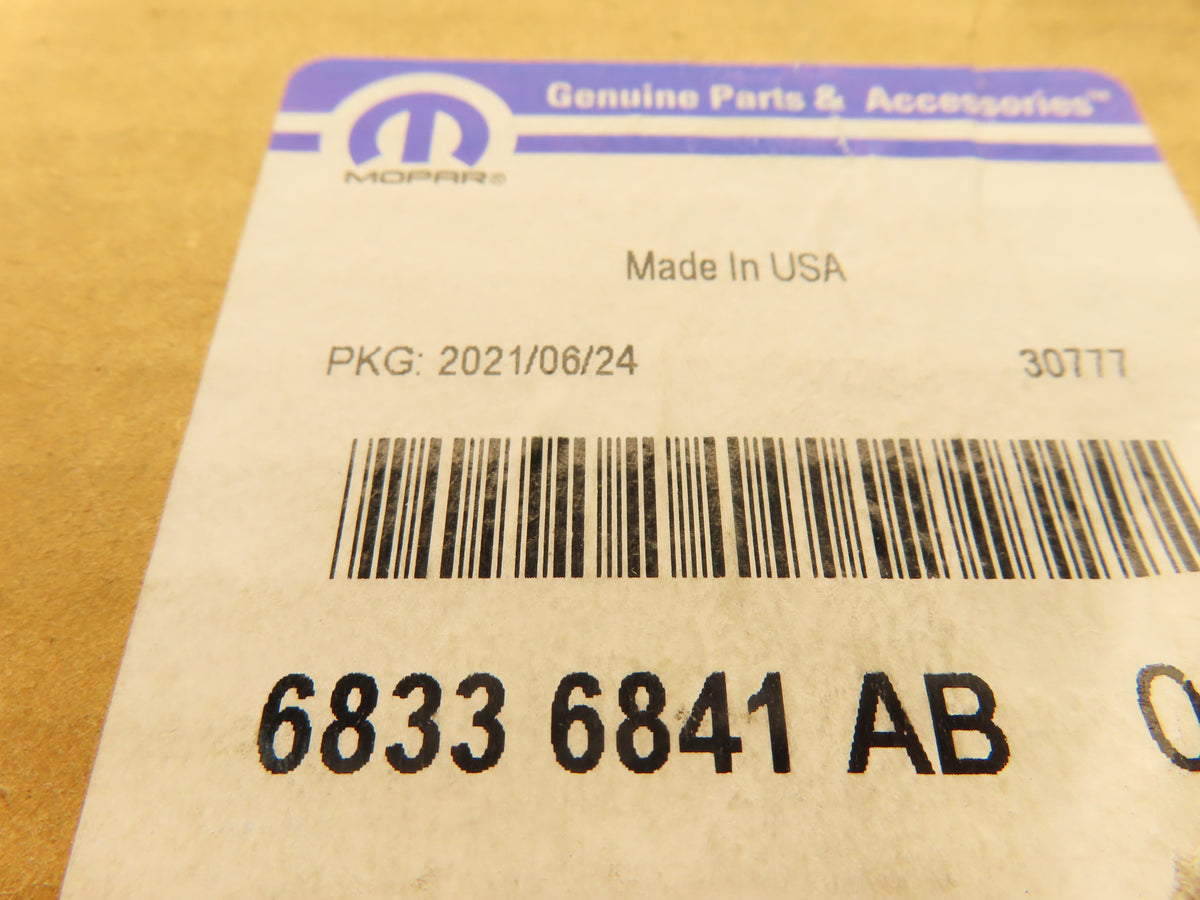 Genuine Parts & Accessories™
MOPAR®
Made In USA
PKG: 2021/06/24 30777
6833 6841 AB